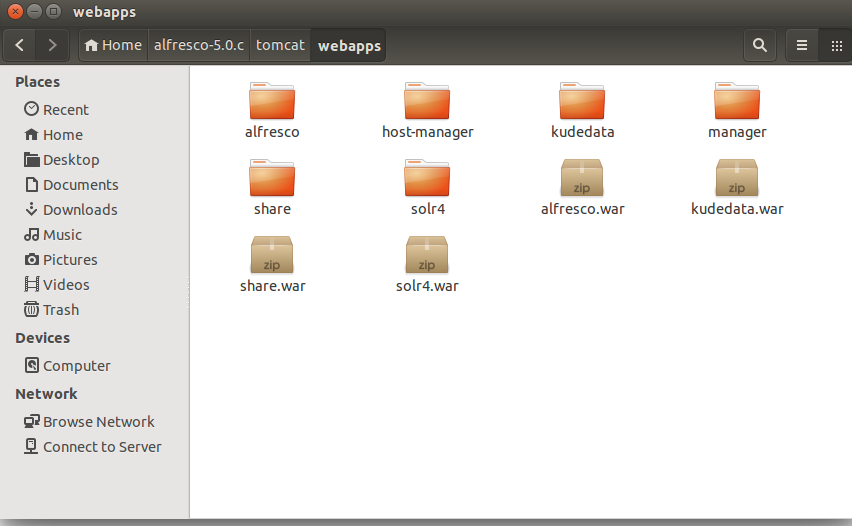 webapps
Home
alfresco-5.0.c
tomcat
webapps
Places
Recent
Home
Desktop
Documents
Downloads
Music
Pictures
Videos
Trash
Devices
Computer
Network
Browse Network
Connect to Server
alfresco
host-manager
kudedata
manager
share
solr4
zip
alfresco.war
zip
kudedata.war
zip
share.war
zip
solr4.war